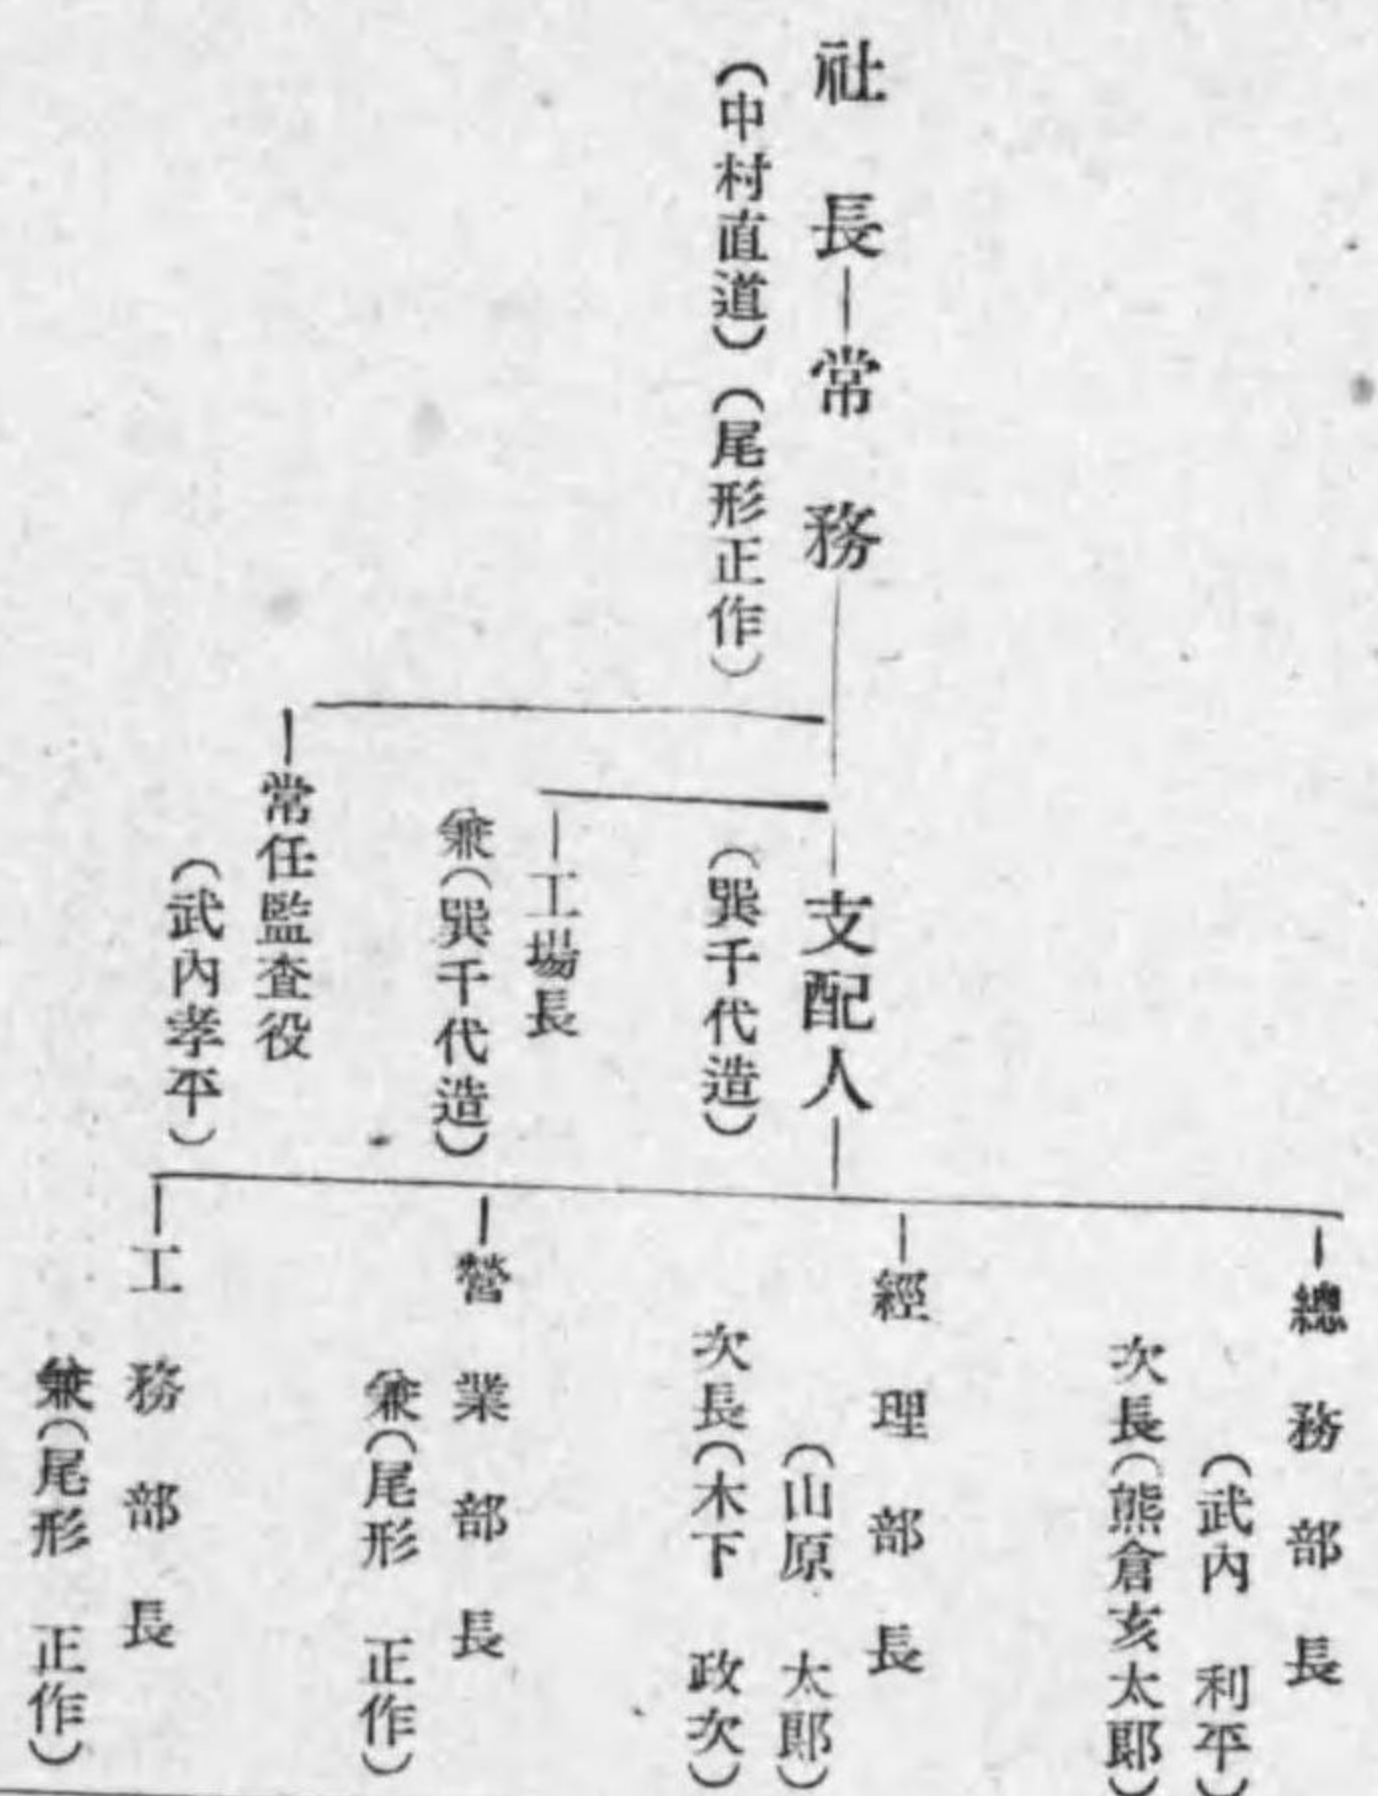 社長―常務
(中村直道)(尾形正作)
支配人
(巽千代造)
工場長
兼(巽千代造)
常任監査役
(武內孝平)
總務部長
(武內 利平)
次長(熊倉亥太郎)
經理部長
(山原 太郎)
次長(木下 政次)
營業部長
兼(尾形 正作)
工務部長
兼(尾形 正作)